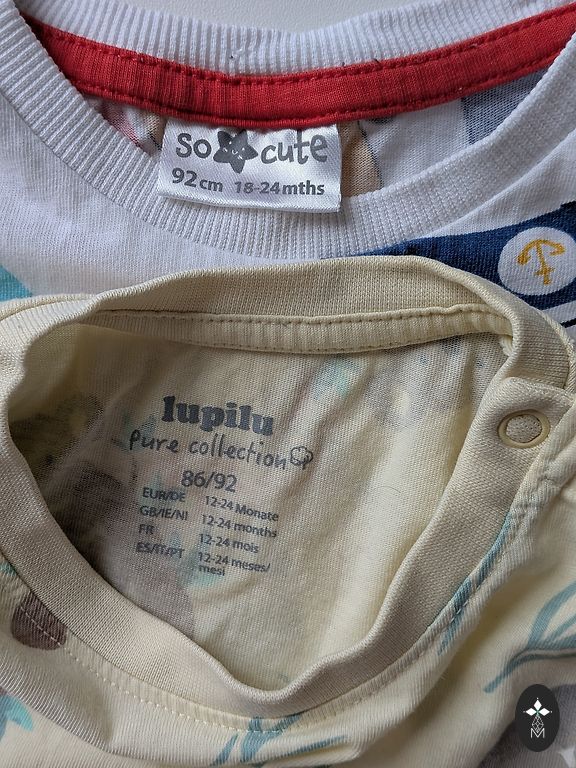 so cute
92cm 18-24mths
lupilu
pure collection
86/92
EUR/DE 12-24 Monate
GB/IE/NI 12-24 months
FR 12-24 mois
ES/IT/PT 12-24 meses/
mesi
M